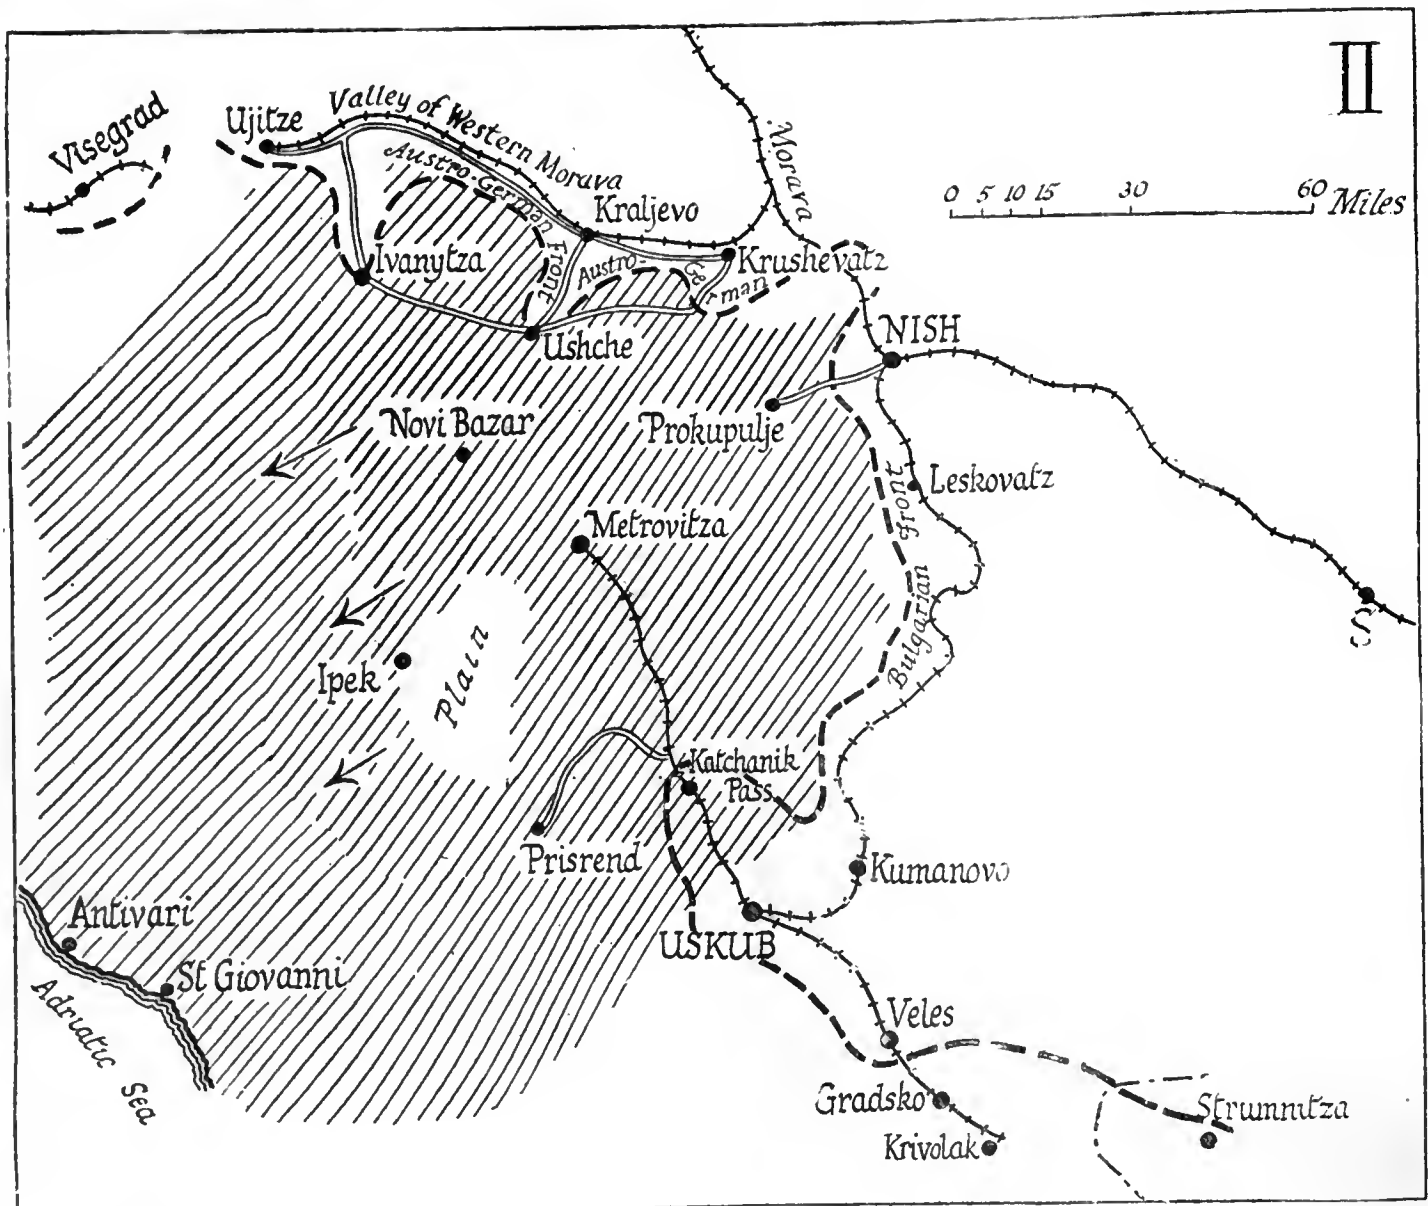 II
Visegrad
Ujitze
Valley of Western Morava
Morava
0 5 10 15 30 60 Miles
Austro-German Front
Kraljevo
Ivanytza
Austro-German
Krushevatz
Ushche
NISH
Novi Bazar
Prokupulje
Leskovatz
Metrovitza
Bulgarian Front
S
Ipek
Plain
Katchanik
Pass
Prisrend
Kumanovo
Antivari
USKUB
St Giovanni
Adriatic Sea
Veles
Gradsko
Strumnitza
Krivolak